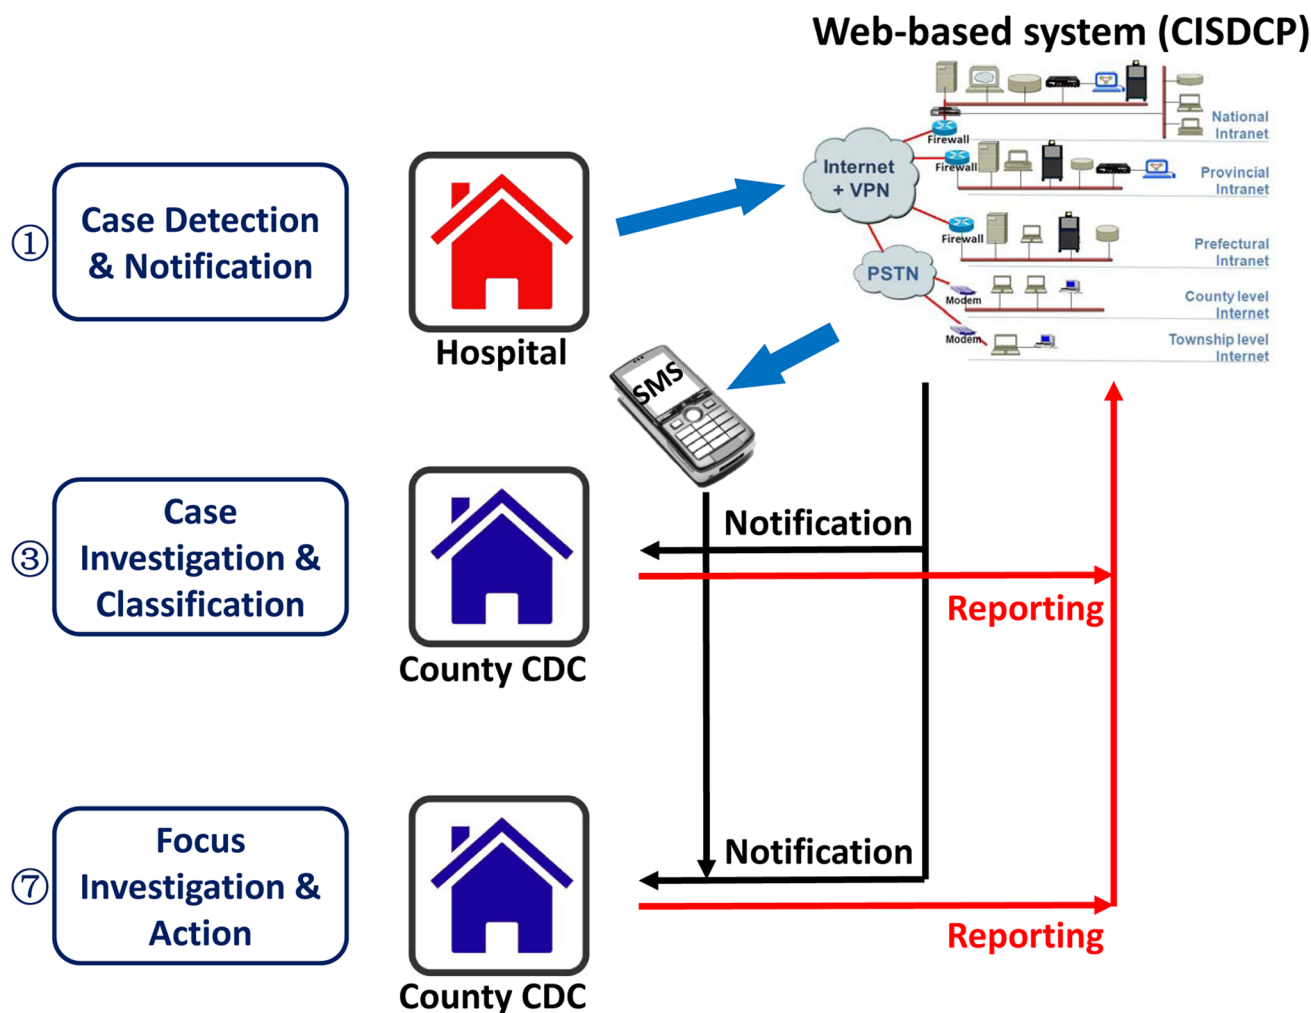 Web-based system (CISDCP)
National
Intranet
Firewall
Internet
+ VPN
Firewall
Provincial
Intranet
Firewall
Prefectural
Intranet
PSTN
Modem
County level
Internet
Modem
Township level
Internet
①
Case Detection
& Notification
Hospital
SMS
③
Case
Investigation &
Classification
County CDC
Notification
Reporting
⑦
Focus
Investigation &
Action
County CDC
Notification
Reporting